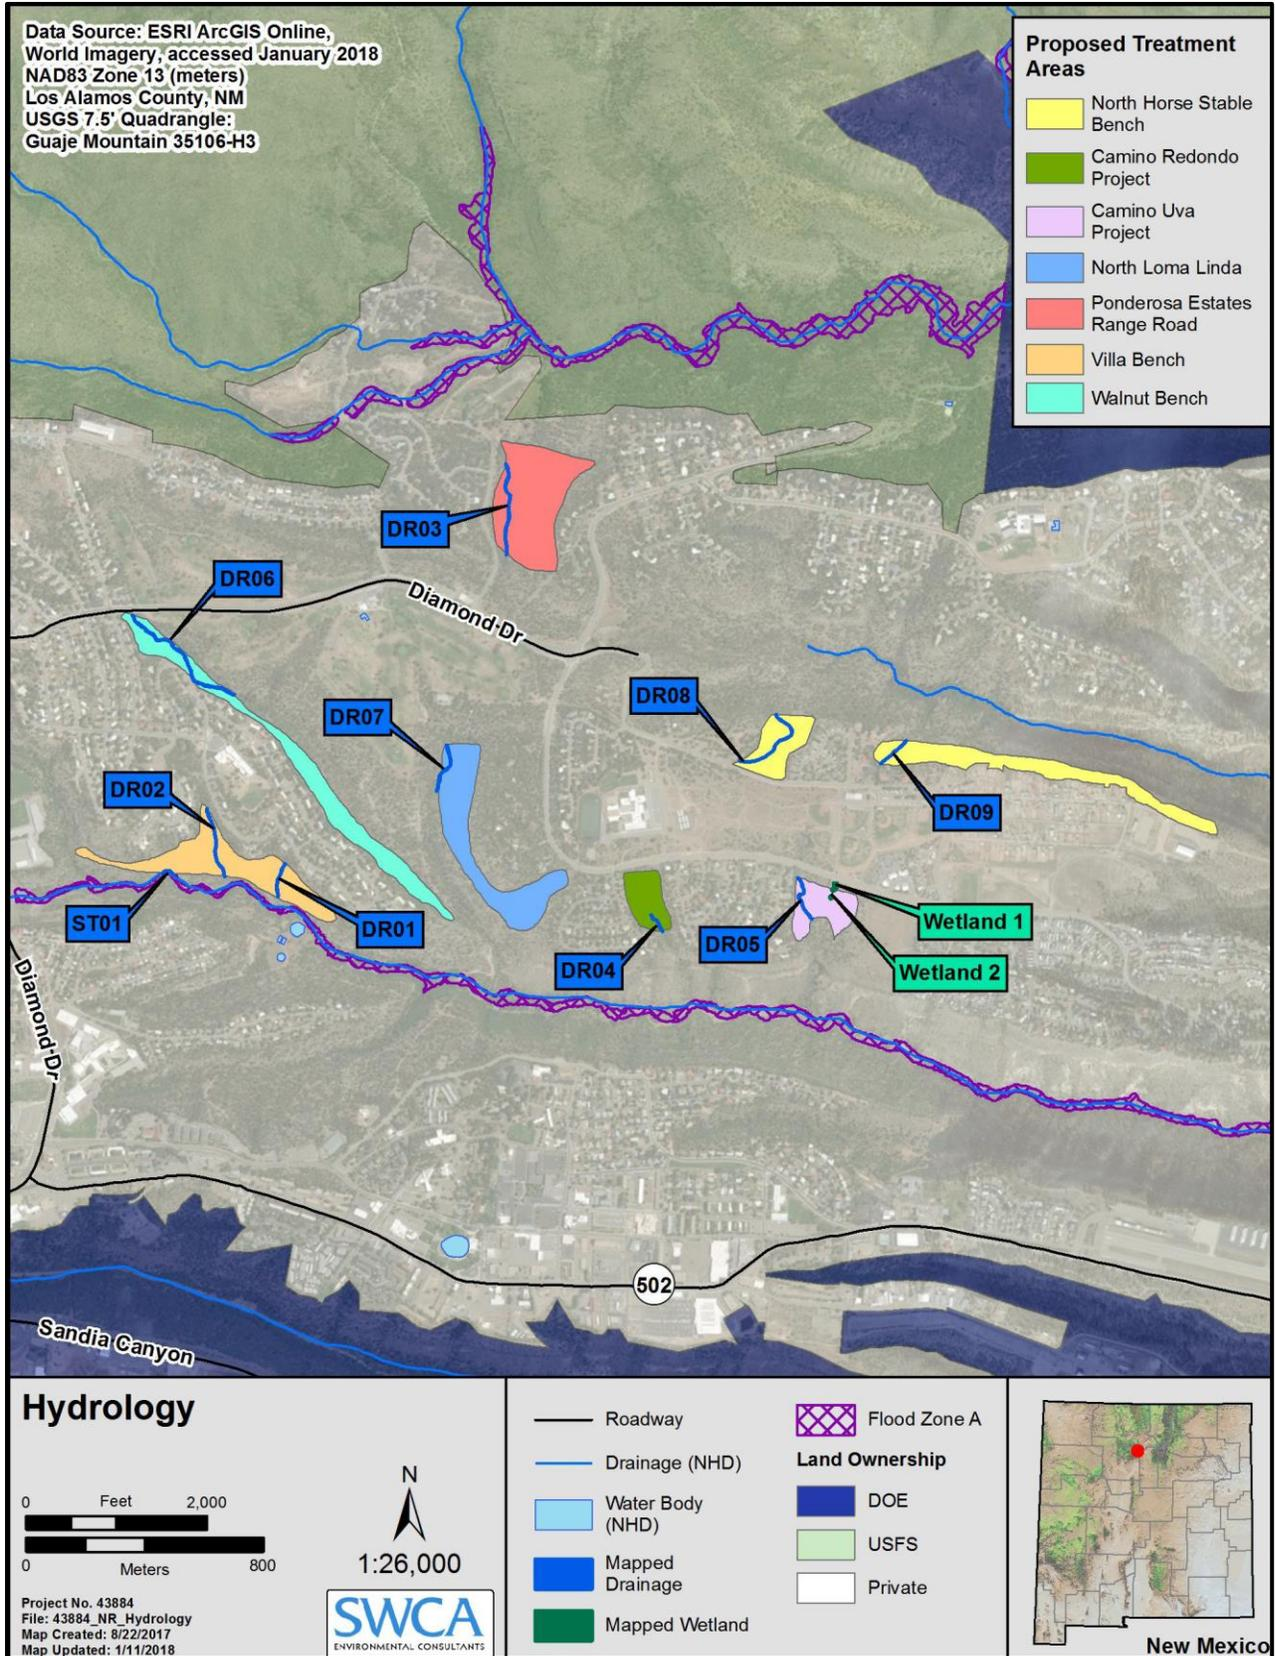 Data Source: ESRI ArcGIS Online,
World Imagery, accessed January 2018
NAD83 Zone 13 (meters)
Los Alamos County, NM
USGS 7.5' Quadrangle:
Guaje Mountain 35106-H3
Proposed Treatment
Areas
North Horse Stable
Bench
Camino Redondo
Project
Camino Uva
Project
North Loma Linda
Ponderosa Estates
Range Road
Villa Bench
Walnut Bench
DR03
DR06
Diamond Dr
DR08
DR07
DR02
DR09
ST01
DR01
DR05
Wetland 1
DR04
Wetland 2
Diamond Dr
502
Sandia Canyon
Hydrology
0 Feet 2,000
0 Meters 800
N
1:26,000
Project No. 43884
File: 43884_NR_Hydrology
Map Created: 8/22/2017
Map Updated: 1/11/2018
SWCA
ENVIRONMENTAL CONSULTANTS
Roadway
Drainage (NHD)
Water Body
(NHD)
Mapped
Drainage
Mapped Wetland
Flood Zone A
Land Ownership
DOE
USFS
Private
New Mexico